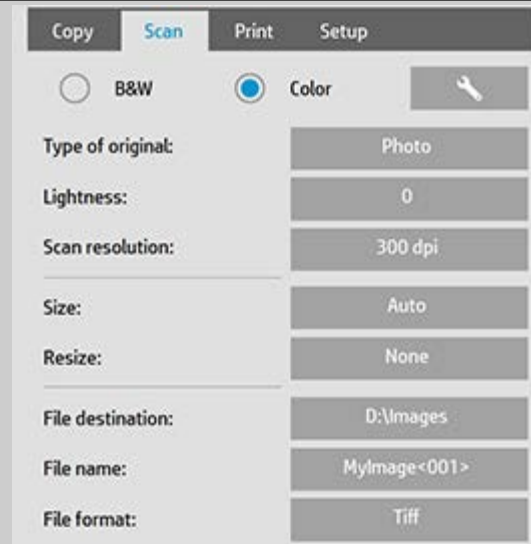 Copy Scan Print Setup
B&W Color
Type of original: Photo
Lightness: 0
Scan resolution: 300 dpi
Size: Auto
Resize: None
File destination: D:\Images
File name: MyImage<001>
File format: Tiff